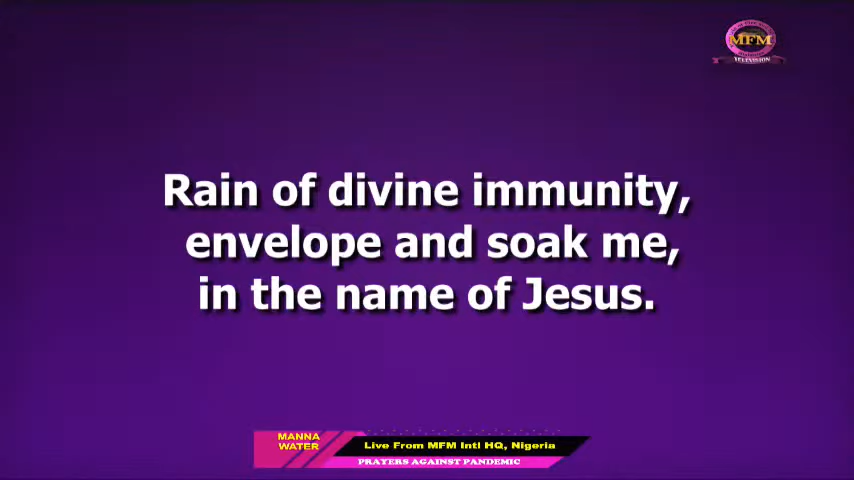 MFM
TELEVISION
Rain of divine immunity,
envelope and soak me,
in the name of Jesus.
MANNA
WATER
Live From MFM Intl HQ, Nigeria
PRAYERS AGAINST PANDEMIC